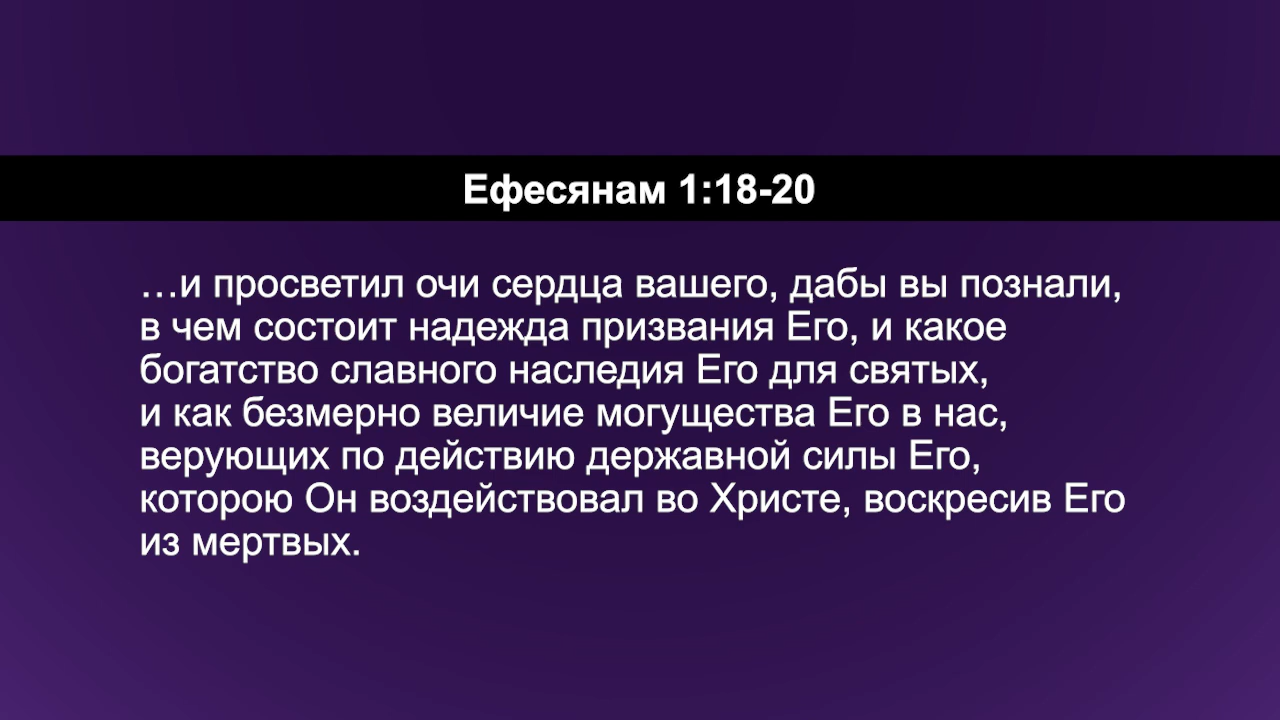 Ефесянам 1:18-20
…и просветил очи сердца вашего, дабы вы познали,
в чем состоит надежда призвания Его, и какое
богатство славного наследия Его для святых,
и как безмерно величие могущества Его в нас,
верующих по действию державной силы Его,
которою Он воздействовал во Христе, воскресив Его
из мертвых.